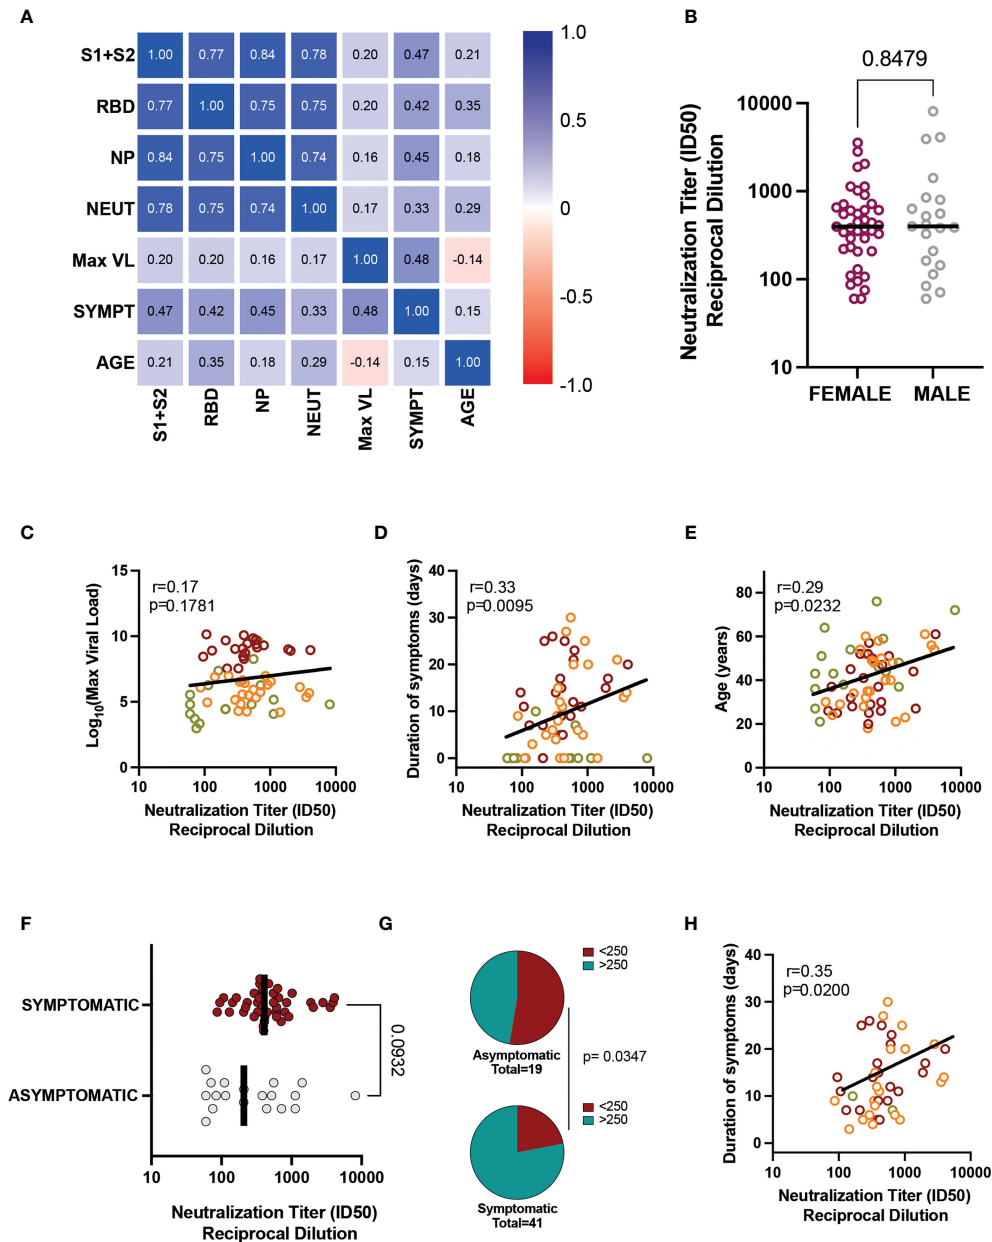 A
S1+S2 1.00 0.77 0.84 0.78 0.20 0.47 0.21
RBD 0.77 1.00 0.75 0.75 0.20 0.42 0.35
NP 0.84 0.75 1.00 0.74 0.16 0.45 0.18
NEUT 0.78 0.75 0.74 1.00 0.17 0.33 0.29
Max VL 0.20 0.20 0.16 0.17 1.00 0.48 -0.14
SYMPT 0.47 0.42 0.45 0.33 0.48 1.00 0.15
AGE 0.21 0.35 0.18 0.29 -0.14 0.15 1.00
S1+S2 RBD NP NEUT Max VL SYMPT AGE
1.0
0.5
0
-0.5
-1.0
B
0.8479
Neutralization Titer (ID50)
Reciprocal Dilution
10000
1000
100
10
FEMALE MALE
C
r=0.17
p=0.1781
Log10(Max Viral Load)
15
10
5
0
10 100 1000 10000
Neutralization Titer (ID50)
Reciprocal Dilution
D
r=0.33
p=0.0095
Duration of symptoms (days)
40
30
20
10
0
10 100 1000 10000
Neutralization Titer (ID50)
Reciprocal Dilution
E
r=0.29
p=0.0232
Age (years)
80
60
40
20
10 100 1000 10000
Neutralization Titer (ID50)
Reciprocal Dilution
F
SYMPTOMATIC
ASYMPTOMATIC
0.0932
10 100 1000 10000
Neutralization Titer (ID50)
Reciprocal Dilution
G
<250
>250
Asymptomatic
Total=19
p= 0.0347
<250
>250
Symptomatic
Total=41
H
r=0.35
p=0.0200
Duration of symptoms (days)
40
30
20
10
0
10 100 1000 10000
Neutralization Titer (ID50)
Reciprocal Dilution